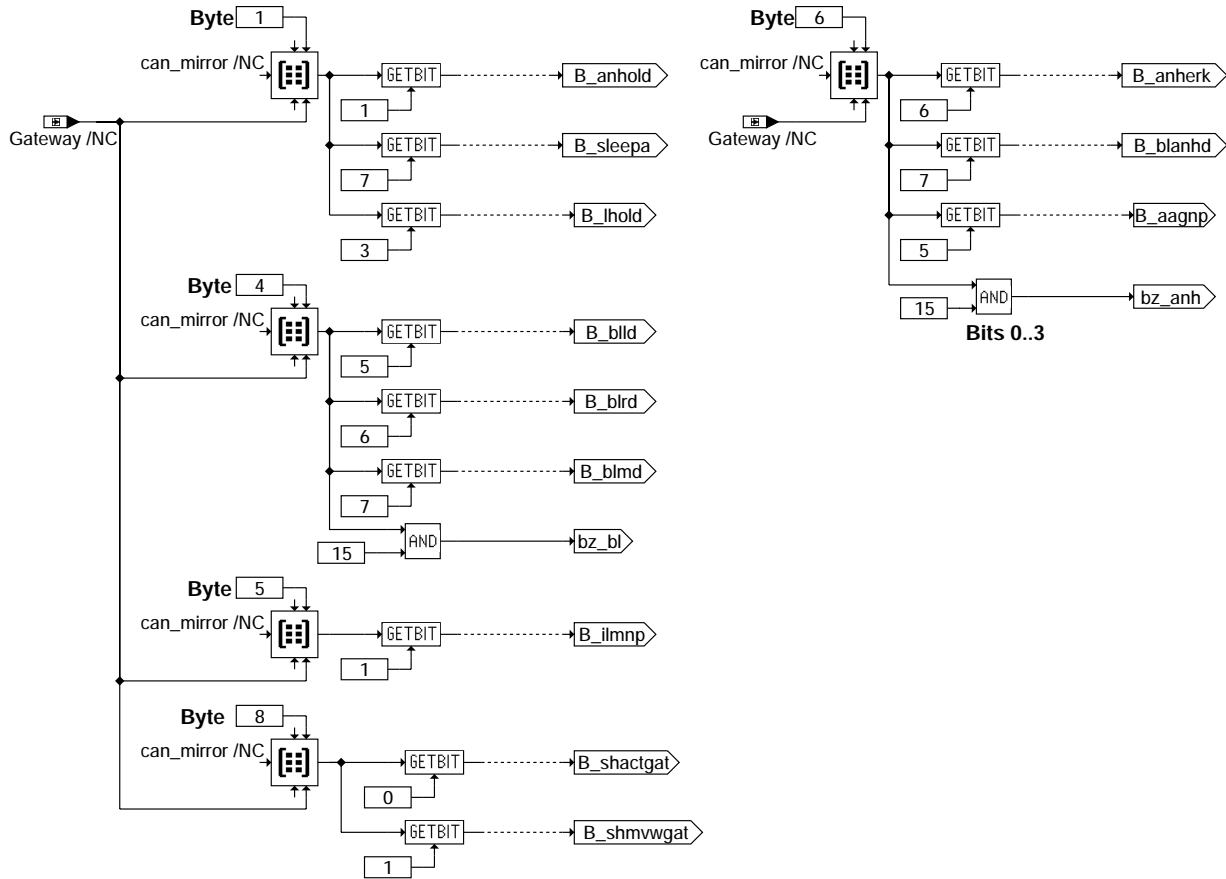 Byte 1
can_mirror /NC
GETBIT
B_anhold
1
Gateway /NC
GETBIT
B_sleepa
7
GETBIT
B_lhold
3
Byte 4
can_mirror /NC
GETBIT
B_blld
5
GETBIT
B_blrd
6
GETBIT
B_blmd
7
AND
bz_bl
15
Byte 5
can_mirror /NC
GETBIT
B_ilmnp
1
Byte 8
can_mirror /NC
GETBIT
B_shactgat
0
GETBIT
B_shmvwgat
1
Byte 6
can_mirror /NC
GETBIT
B_anherk
6
Gateway /NC
GETBIT
B_blanhd
7
GETBIT
B_aagnp
5
AND
bz_anh
15
Bits 0..3